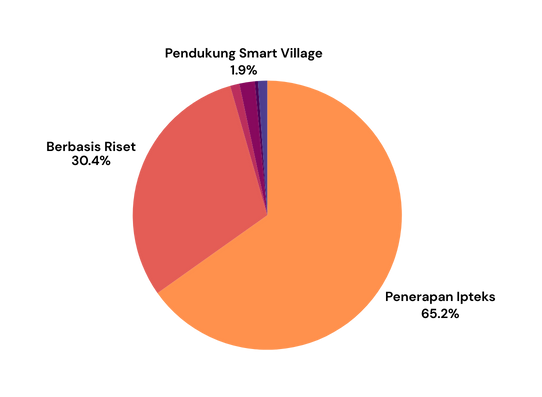 Pendukung Smart Village
1.9%
Berbasis Riset
30.4%
Penerapan Ipteks
65.2%